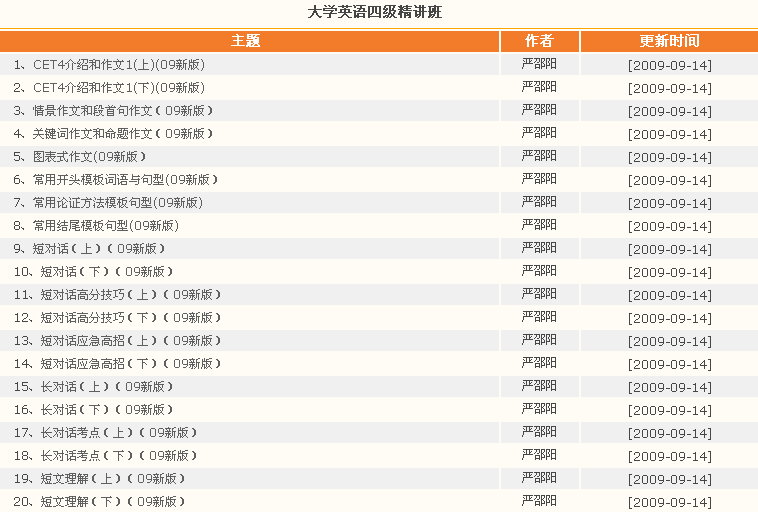 大学英语四级精讲班
主题 作者 更新时间
1、CET4介绍和作文1(上)(09新版) 严邵阳 [2009-09-14]
2、CET4介绍和作文1(下)(09新版) 严邵阳 [2009-09-14]
3、情景作文和段首句作文（09新版） 严邵阳 [2009-09-14]
4、关键词作文和命题作文（09新版） 严邵阳 [2009-09-14]
5、图表式作文(09新版） 严邵阳 [2009-09-14]
6、常用开头模板词语与句型(09新版） 严邵阳 [2009-09-14]
7、常用论证方法模板句型(09新版) 严邵阳 [2009-09-14]
8、常用结尾模板句型(09新版) 严邵阳 [2009-09-14]
9、短对话（上）（09新版） 严邵阳 [2009-09-14]
10、短对话（下）（09新版） 严邵阳 [2009-09-14]
11、短对话高分技巧（上）（09新版） 严邵阳 [2009-09-14]
12、短对话高分技巧（下）（09新版） 严邵阳 [2009-09-14]
13、短对话应急高招（上）（09新版） 严邵阳 [2009-09-14]
14、短对话应急高招（下）（09新版） 严邵阳 [2009-09-14]
15、长对话（上）（09新版） 严邵阳 [2009-09-14]
16、长对话（下）（09新版） 严邵阳 [2009-09-14]
17、长对话考点（上）（09新版） 严邵阳 [2009-09-14]
18、长对话考点（下）（09新版） 严邵阳 [2009-09-14]
19、短文理解（上）（09新版） 严邵阳 [2009-09-14]
20、短文理解（下）（09新版） 严邵阳 [2009-09-14]